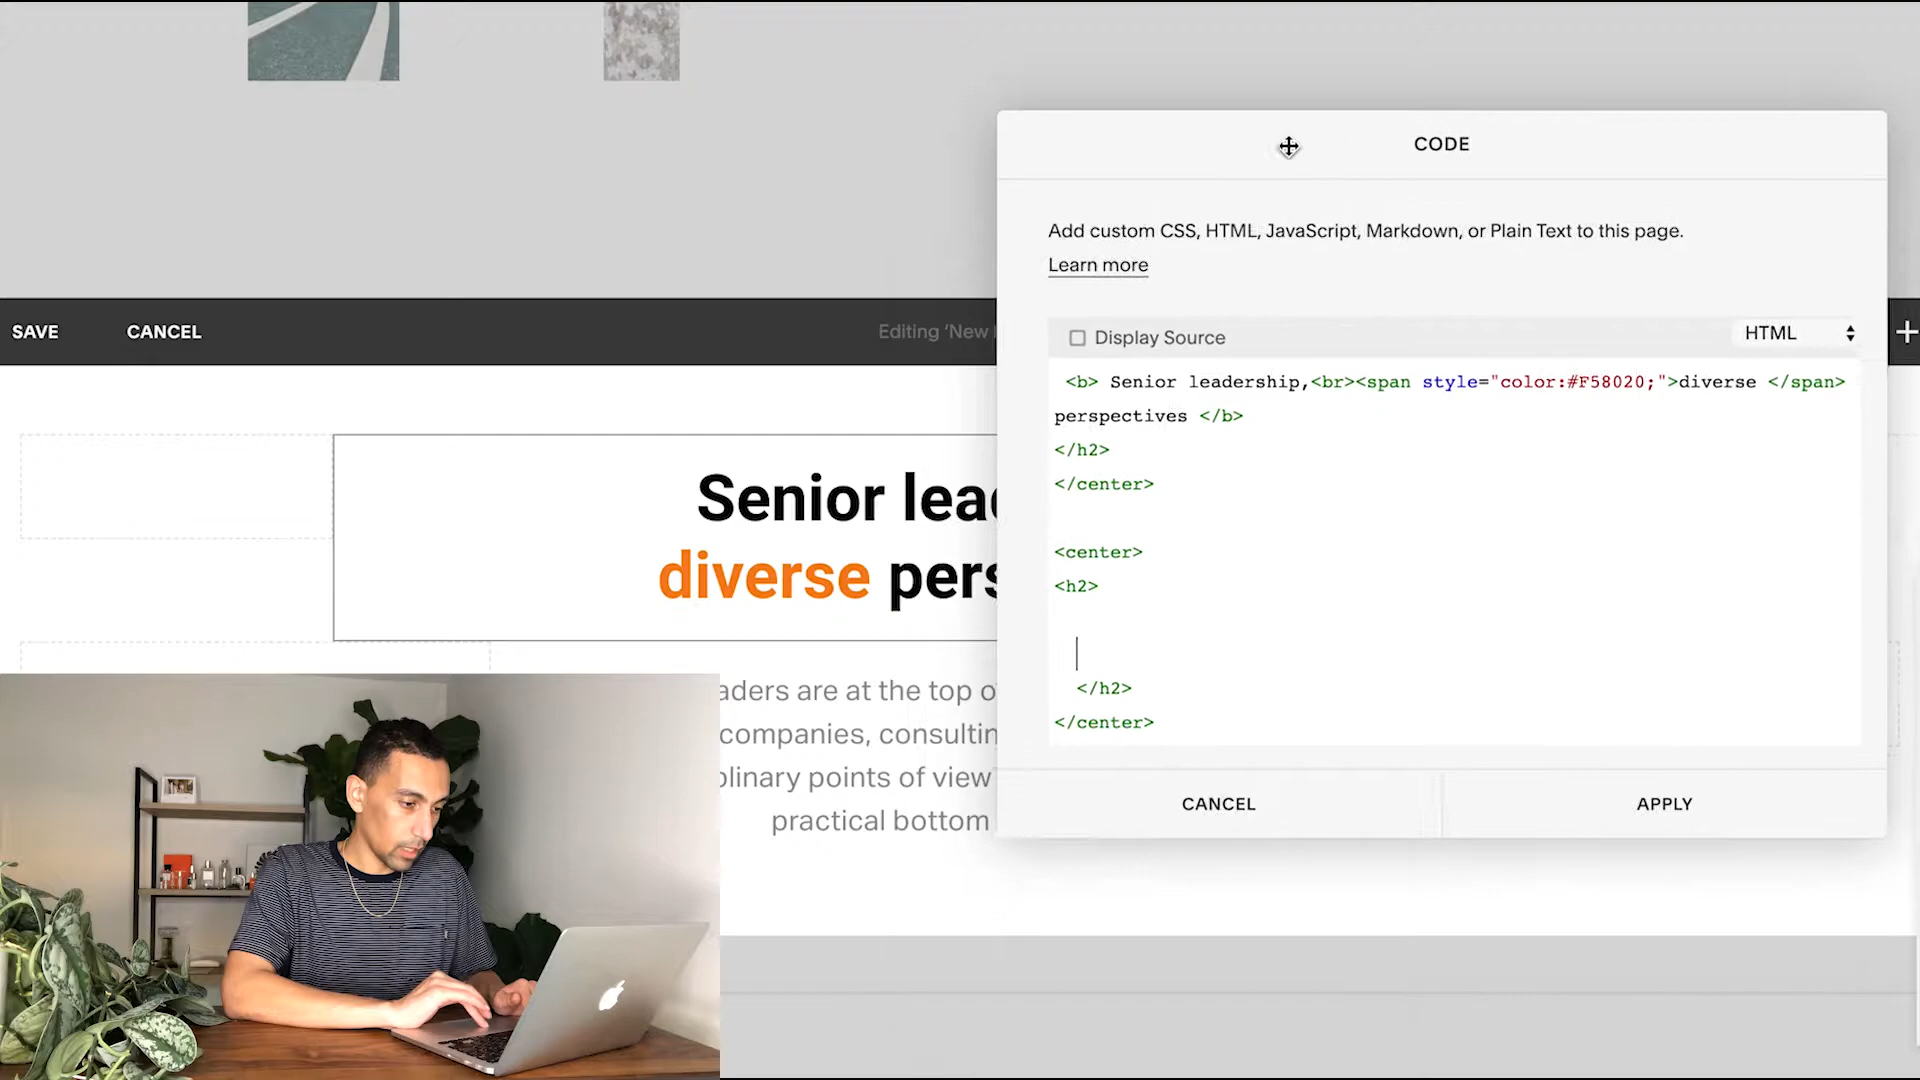 CODE
Add custom CSS, HTML, JavaScript, Markdown, or Plain Text to this page.
Learn more
SAVE
CANCEL
Editing ‘New
Display Source
HTML
<b> Senior leadership,<br><span style="color:#F58020;">diverse </span>
perspectives </b>
</h2>
</center>
<center>
<h2>
</h2>
</center>
CANCEL
APPLY
Senior lead
diverse pers
aders are at the top o
companies, consultin
plinary points of view
practical bottom